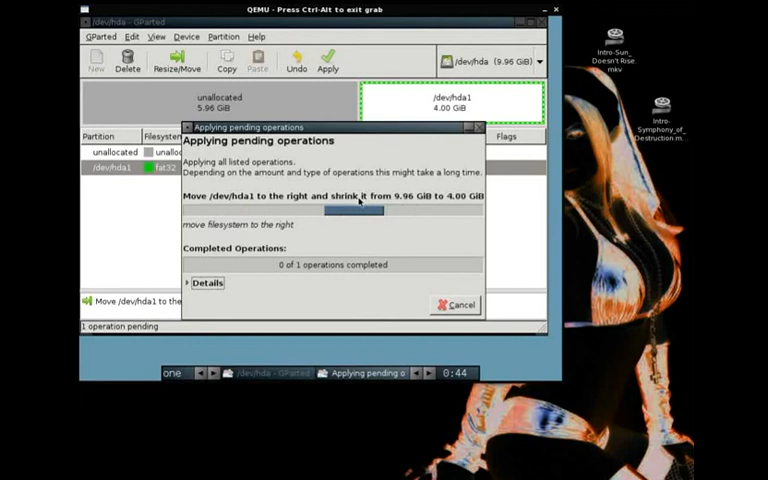 QEMU - Press Ctrl-Alt to exit grab
/dev/hda - GParted
GParted Edit View Device Partition Help
New Delete Resize/Move Copy Paste Undo Apply /dev/hda (9.96 GiB)
unallocated
5.96 GiB
/dev/hda1
4.00 GiB
Partition Filesysten Flags
unallocated unalloc
/dev/hda1 fat32
Applying pending operations
Applying pending operations
Applying all listed operations.
Depending on the amount and type of operations this might take a long time.
Move /dev/hda1 to the right and shrink it from 9.96 GiB to 4.00 GiB
move filesystem to the right
Completed Operations:
0 of 1 operations completed
Details
Cancel
Move /dev/hda1 to the
1 operation pending
one /dev/hda - GParted Applying pending o 0:44
Intro-Sun_
Doesn't Rise.
mkv
Intro-
Symphony_of_
Destruction.m...